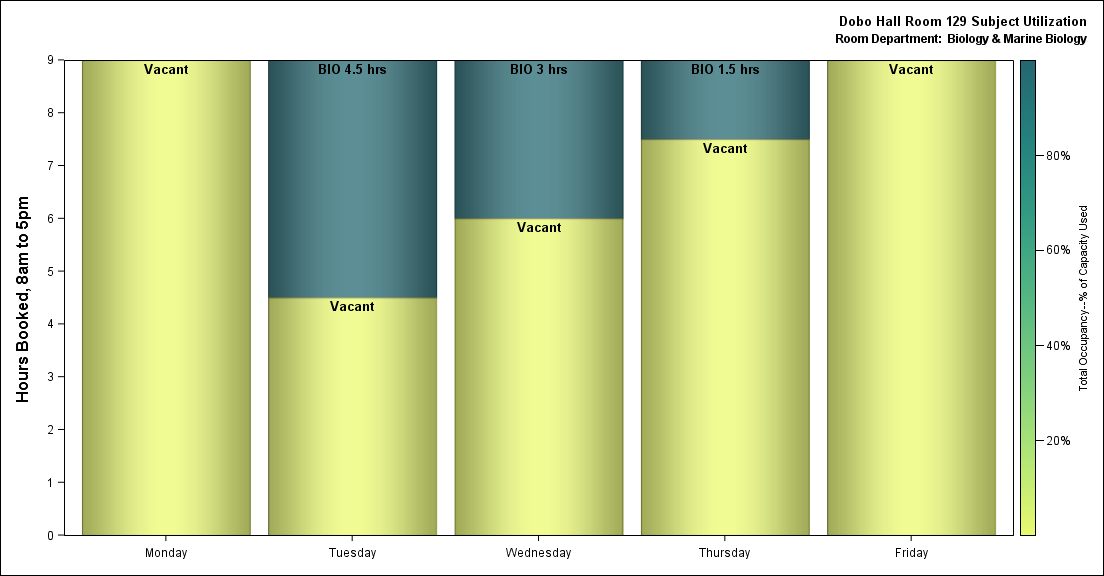 Dobo Hall Room 129 Subject Utilization
Room Department: Biology & Marine Biology
Hours Booked, 8am to 5pm
9
8
7
6
5
4
3
2
1
0
Vacant
BIO 4.5 hrs
Vacant
BIO 3 hrs
Vacant
BIO 1.5 hrs
Vacant
Vacant
Monday
Tuesday
Wednesday
Thursday
Friday
80%
60%
40%
20%
Total Occupancy--% of Capacity Used